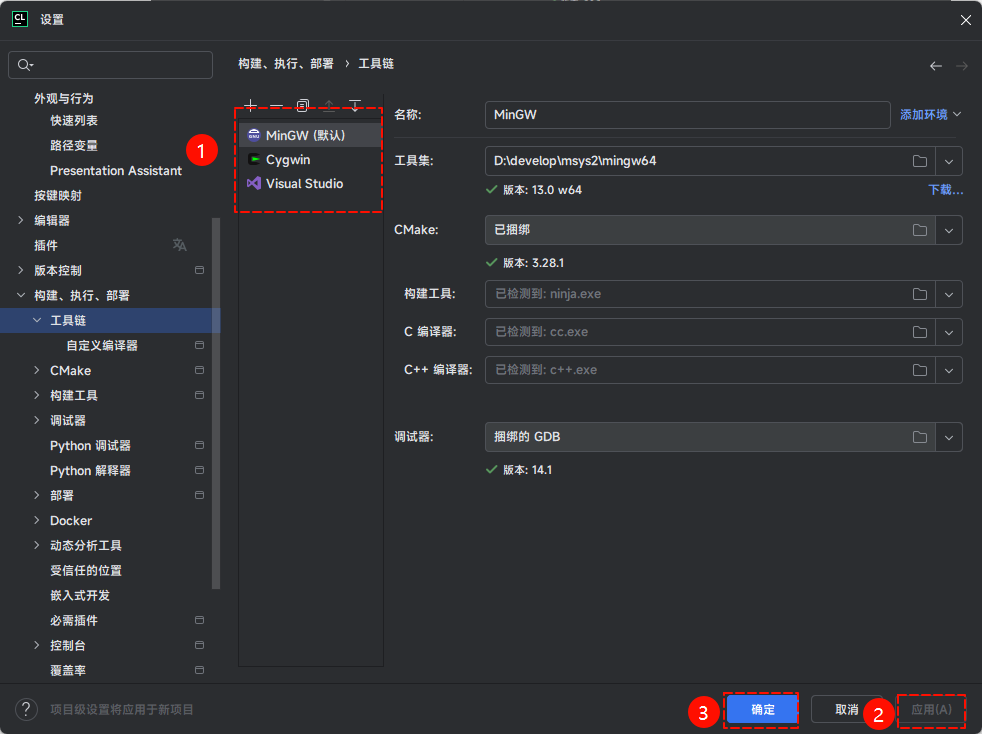 CL 设置
构建、执行、部署 › 工具链
外观与行为
快速列表
路径变量
Presentation Assistant
按键映射
编辑器
插件
版本控制
构建、执行、部署
工具链
自定义编译器
CMake
构建工具
调试器
Python 调试器
Python 解释器
部署
Docker
动态分析工具
受信任的位置
嵌入式开发
必需插件
控制台
覆盖率
1
MinGW (默认)
Cygwin
Visual Studio
名称: MinGW 添加环境
工具集: D:\develop\msys2\mingw64
版本: 13.0 w64 下载...
CMake: 已捆绑
版本: 3.28.1
构建工具: 已检测到: ninja.exe
C 编译器: 已检测到: cc.exe
C++ 编译器: 已检测到: c++.exe
调试器: 捆绑的 GDB
版本: 14.1
? 项目级设置将应用于新项目
3 确定 取消 2 应用(A)